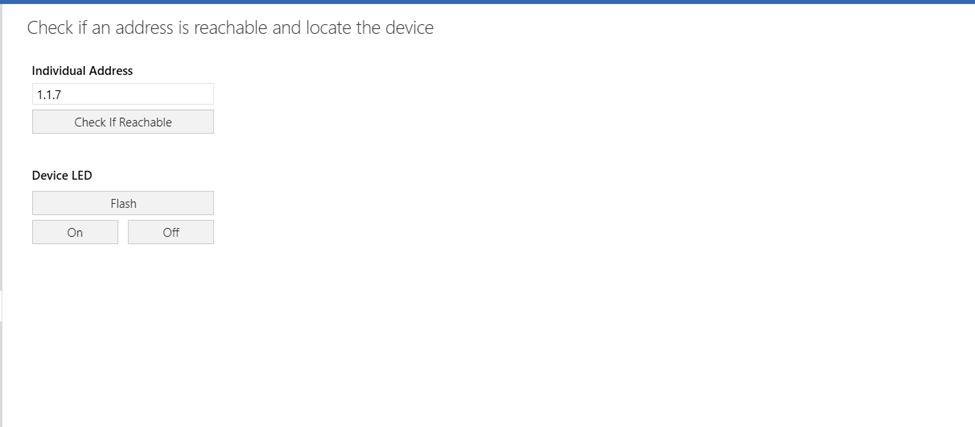 Check if an address is reachable and locate the device
Individual Address
1.1.7
Check If Reachable
Device LED
Flash
On
Off